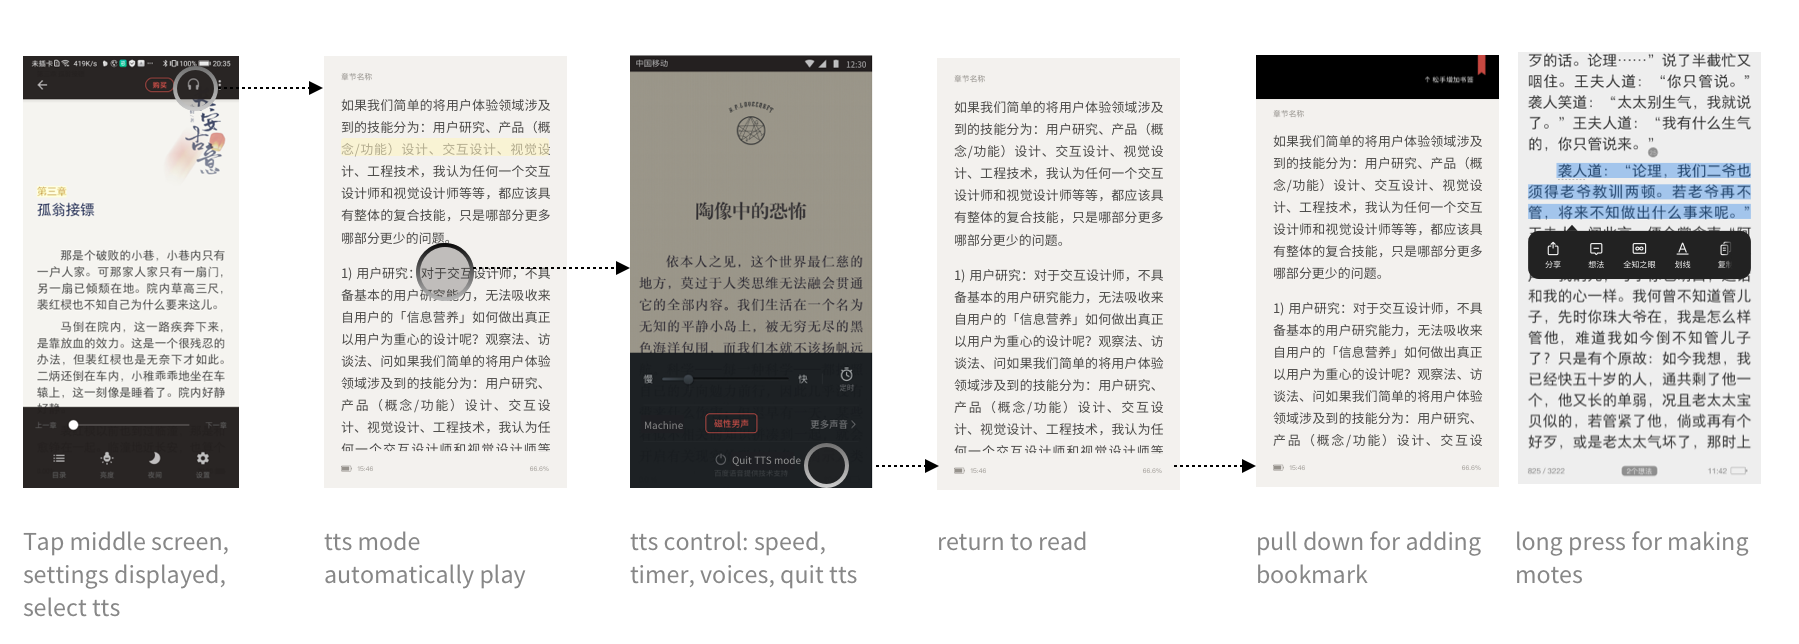 未插卡 419K/s 100% 20:35
购买
第三章
孤翁接镖
那是个破败的小巷，小巷内只有
一户人家。可那家人家只有一扇门，
另一扇已倾颓在地。院内草高三尺，
裴红棂也不知自己为什么要来这儿。
马倒在院内，这一路疾奔下来，
是靠放血的效力。这是一个很残忍的
办法，但裴红棂也是无奈下才如此。
二炳还倒在车内，小稚乖乖地坐在车
辕上，这一刻像是睡着了。院内好静
上一章 下一章
目录 亮度 夜间 设置
Tap middle screen,
settings displayed,
select tts
章节名称
如果我们简单的将用户体验领域涉及
到的技能分为：用户研究、产品（概
念/功能）设计、交互设计、视觉设
计、工程技术，我认为任何一个交互
设计师和视觉设计师等等，都应该具
有整体的复合技能，只是哪部分更多
哪部分更少的问题。
1) 用户研究：对于交互设计师，不具
备基本的用户研究能力，无法吸收来
自用户的「信息营养」如何做出真正
以用户为重心的设计呢？观察法、访
谈法、问如果我们简单的将用户体验
领域涉及到的技能分为：用户研究、
产品（概念/功能）设计、交互设
计、视觉设计、工程技术，我认为任
何一个交互设计师和视觉设计师等
15:46 66.6%
tts mode
automatically play
中国移动 12:30
H.P.LOVECRAFT
陶像中的恐怖
依本人之见，这个世界最仁慈的
地方，莫过于人类思维无法融会贯通
它的全部内容。我们生活在一个名为
无知的平静小岛上，被无穷无尽的黑
色海洋包围，而我们本就不该扬帆远
慢 快 定时
Machine 磁性男声 更多声音
Quit TTS mode
百度语音提供技术支持
tts control: speed,
timer, voices, quit tts
章节名称
如果我们简单的将用户体验领域涉及
到的技能分为：用户研究、产品（概
念/功能）设计、交互设计、视觉设
计、工程技术，我认为任何一个交互
设计师和视觉设计师等等，都应该具
有整体的复合技能，只是哪部分更多
哪部分更少的问题。
1) 用户研究：对于交互设计师，不具
备基本的用户研究能力，无法吸收来
自用户的「信息营养」如何做出真正
以用户为重心的设计呢？观察法、访
谈法、问如果我们简单的将用户体验
领域涉及到的技能分为：用户研究、
产品（概念/功能）设计、交互设
计、视觉设计、工程技术，我认为任
何一个交互设计师和视觉设计师等
15:46 66.6%
return to read
↑ 松手增加书签
章节名称
如果我们简单的将用户体验领域涉及
到的技能分为：用户研究、产品（概
念/功能）设计、交互设计、视觉设
计、工程技术，我认为任何一个交互
设计师和视觉设计师等等，都应该具
有整体的复合技能，只是哪部分更多
哪部分更少的问题。
1) 用户研究：对于交互设计师，不具
备基本的用户研究能力，无法吸收来
自用户的「信息营养」如何做出真正
以用户为重心的设计呢？观察法、访
谈法、问如果我们简单的将用户体验
领域涉及到的技能分为：用户研究、
产品（概念/功能）设计、交互设
15:46 66.6%
pull down for adding
bookmark
歹的话。论理……” 说了半截忙又
咽住。王夫人道： “你只管说。”
袭人笑道： “太太别生气，我就说
了。” 王夫人道： “我有什么生气
的，你只管说来。”
袭人道： “论理，我们二爷也
须得老爷教训两顿。若老爷再不
管，将来不知做出什么事来呢。”
分享 想法 全知之眼 划线 复制
和我的心一样。我何曾不知道管儿
子，先时你珠大爷在，我是怎么样
管他，难道我如今倒不知管儿子
了？只是有个原故：如今我想，我
已经快五十岁的人，通共剩了他一
个，他又长的单弱，况且老太太宝
贝似的，若管紧了他，倘或再有个
好歹，或是老太太气坏了，那时上
825 / 3222 2个想法 11:42
long press for making
motes